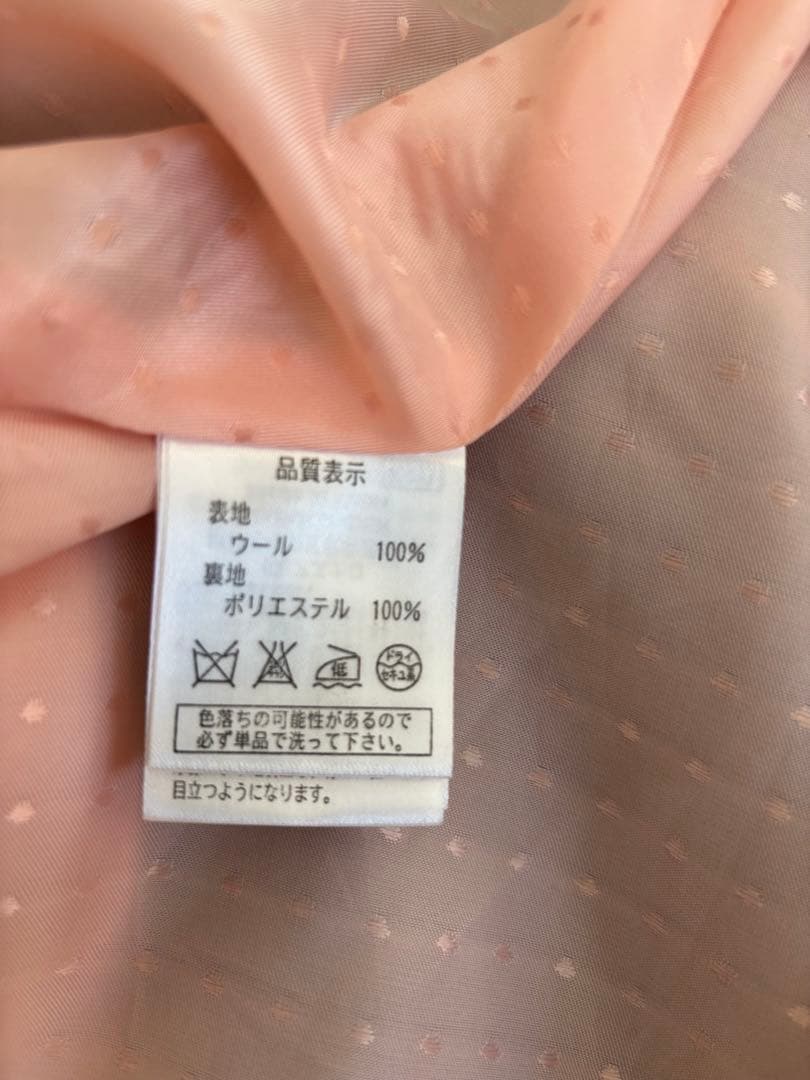 品質表示
表地
ウール 100%
裏地
ポリエステル 100%
低 ドライ
セキユ系
色落ちの可能性があるので
必ず単品で洗って下さい。
目立つようになります。